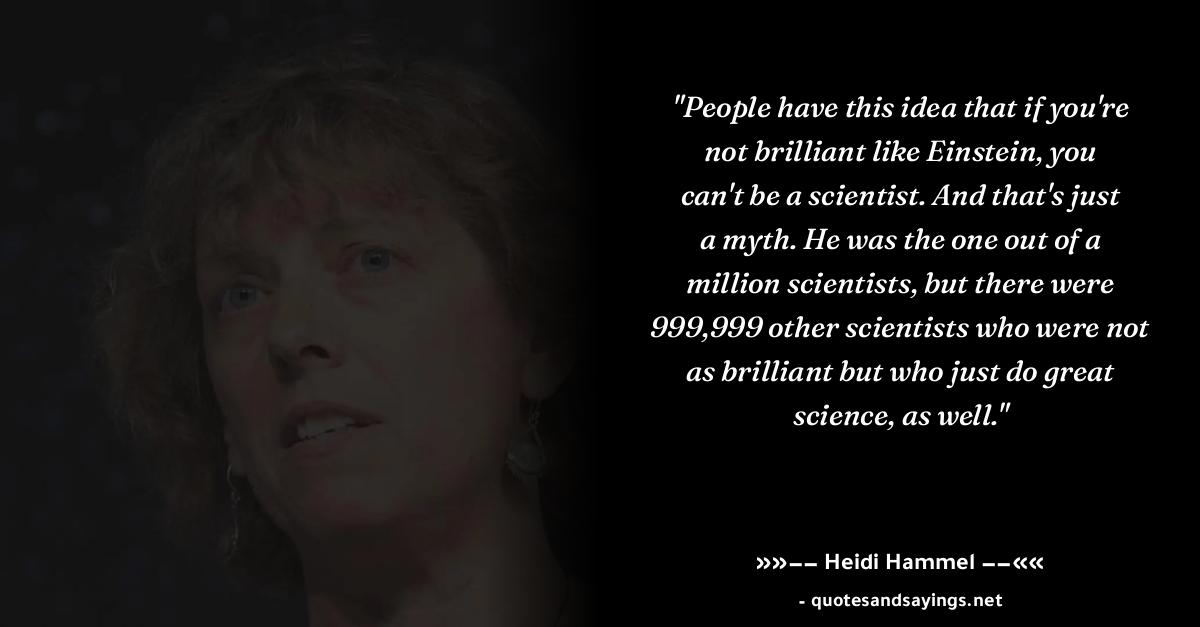 "People have this idea that if you're
not brilliant like Einstein, you
can't be a scientist. And that's just
a myth. He was the one out of a
million scientists, but there were
999,999 other scientists who were not
as brilliant but who just do great
science, as well."
»»–– Heidi Hammel ––««
- quotesandsayings.net